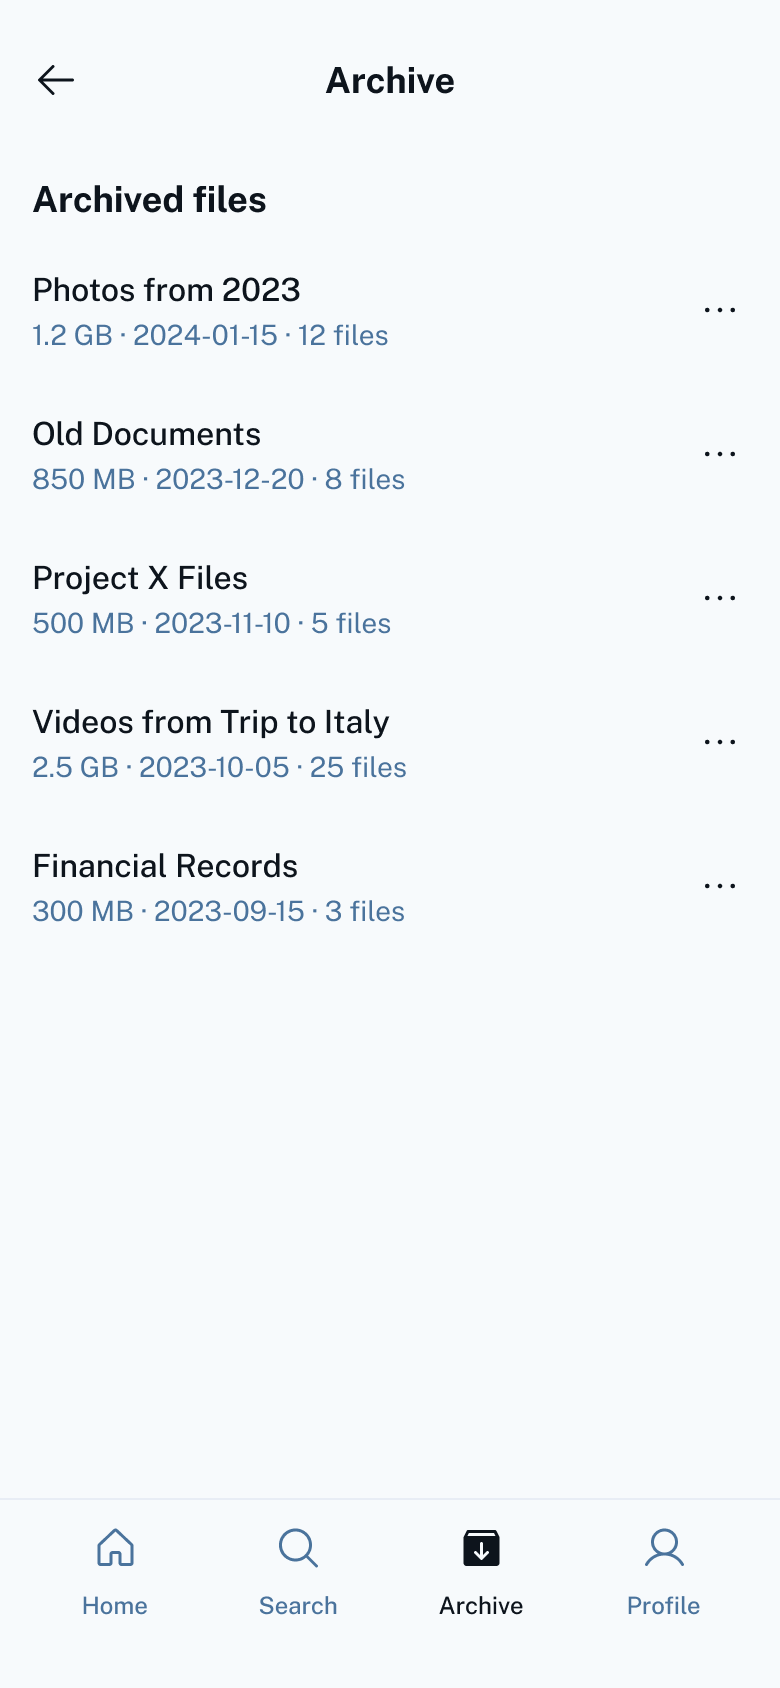 Archive
Archived files
Photos from 2023
1.2 GB · 2024-01-15 · 12 files
Old Documents
850 MB · 2023-12-20 · 8 files
Project X Files
500 MB · 2023-11-10 · 5 files
Videos from Trip to Italy
2.5 GB · 2023-10-05 · 25 files
Financial Records
300 MB · 2023-09-15 · 3 files
Home
Search
Archive
Profile